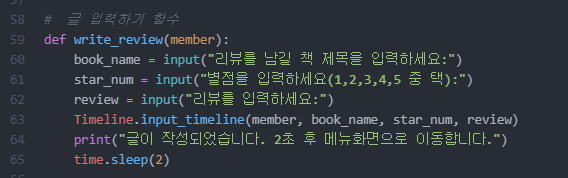 58 # 글 입력하기 함수
59 def write_review(member):
60 book_name = input("리뷰를 남길 책 제목을 입력하세요:")
61 star_num = input("별점을 입력하세요(1,2,3,4,5 중 택):")
62 review = input("리뷰를 입력하세요:")
63 Timeline.input_timeline(member, book_name, star_num, review)
64 print("글이 작성되었습니다. 2초 후 메뉴화면으로 이동합니다.")
65 time.sleep(2)